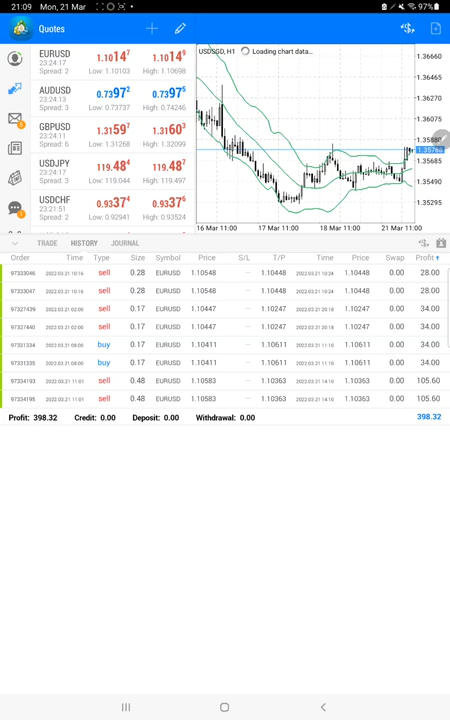 21:09 Mon, 21 Mar 97%
Quotes
EURUSD 1.10147 1.10149
23:24:17
Spread: 2 Low: 1.10103 High: 1.10698
AUDUSD 0.73972 0.73975
23:24:13
Spread: 3 Low: 0.73737 High: 0.74246
GBPUSD 1.31597 1.31603
23:24:11
Spread: 6 Low: 1.31268 High: 1.32099
USDJPY 119.484 119.487
23:24:17
Spread: 3 Low: 119.044 High: 119.497
USDCHF 0.93374 0.93376
23:21:51
Spread: 2 Low: 0.92941 High: 0.93524
USDSGD, H1 Loading chart data...
1.36660
1.36465
1.36270
1.36075
1.35880
1.35768
1.35685
1.35490
1.35295
16 Mar 11:00 17 Mar 11:00 18 Mar 11:00 21 Mar 11:00
TRADE HISTORY JOURNAL
Order Time Type Size Symbol Price S/L T/P Time Price Swap Profit
97333046 2022.03.21 10:16 sell 0.28 EURUSD 1.10548 – 1.10448 2022.03.21 10:24 1.10448 0.00 28.00
97333047 2022.03.21 10:16 sell 0.28 EURUSD 1.10548 – 1.10448 2022.03.21 10:24 1.10448 0.00 28.00
97327439 2022.03.21 02:00 sell 0.17 EURUSD 1.10447 – 1.10247 2022.03.21 20:18 1.10247 0.00 34.00
97327440 2022.03.21 02:00 sell 0.17 EURUSD 1.10447 – 1.10247 2022.03.21 20:18 1.10247 0.00 34.00
97331334 2022.03.21 08:00 buy 0.17 EURUSD 1.10411 – 1.10611 2022.03.21 11:10 1.10611 0.00 34.00
97331335 2022.03.21 08:00 buy 0.17 EURUSD 1.10411 – 1.10611 2022.03.21 11:10 1.10611 0.00 34.00
97334193 2022.03.21 11:01 sell 0.48 EURUSD 1.10583 – 1.10363 2022.03.21 14:10 1.10363 0.00 105.60
97334195 2022.03.21 11:01 sell 0.48 EURUSD 1.10583 – 1.10363 2022.03.21 14:10 1.10363 0.00 105.60
Profit: 398.32 Credit: 0.00 Deposit: 0.00 Withdrawal: 0.00 398.32